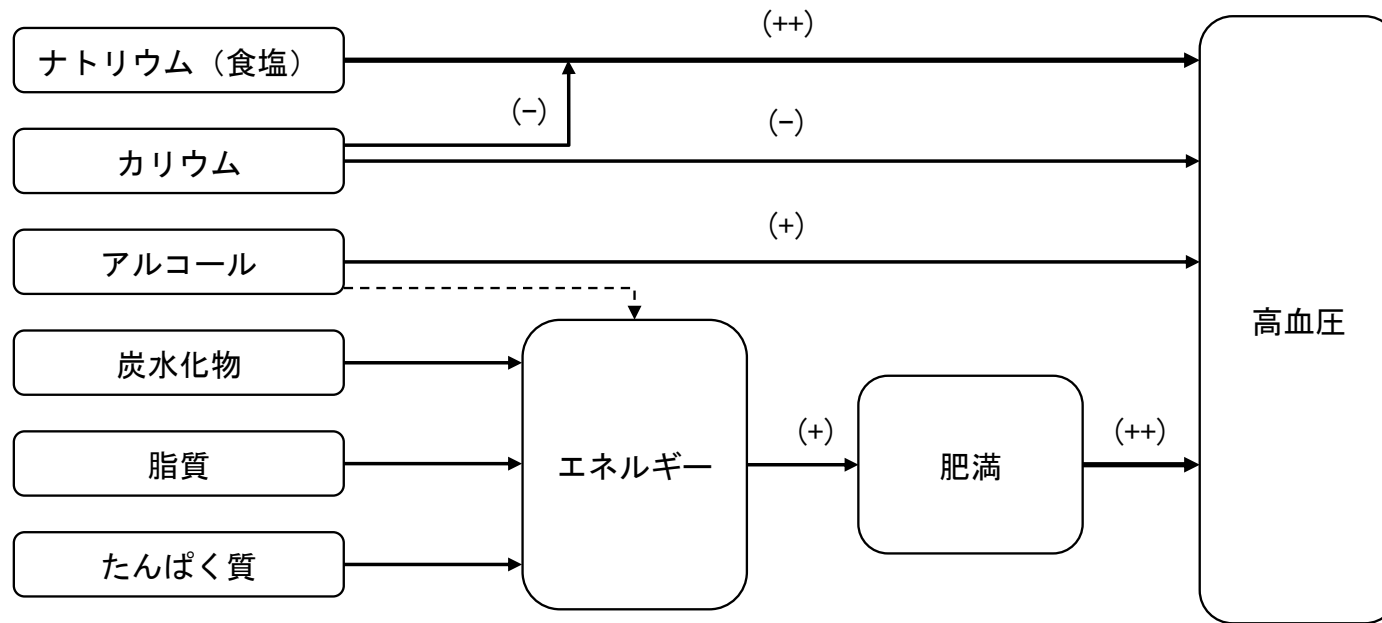 ナトリウム（食塩）
(++)
(-)
カリウム
(-)
アルコール
(+)
炭水化物
脂質
たんぱく質
エネルギー
(+)
肥満
(++)
高血圧